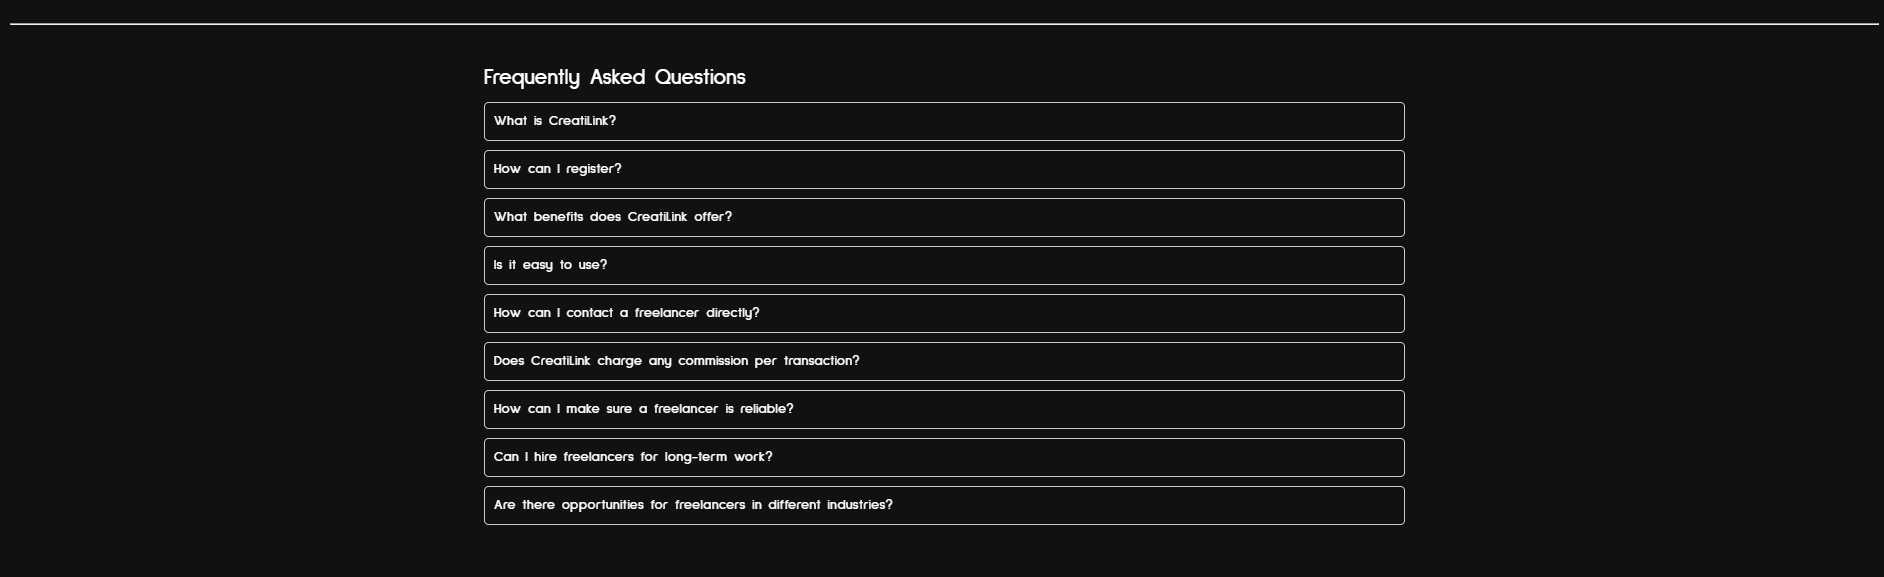 Frequently Asked Questions
What is CreatiLink?
How can I register?
What benefits does CreatiLink offer?
Is it easy to use?
How can I contact a freelancer directly?
Does CreatiLink charge any commission per transaction?
How can I make sure a freelancer is reliable?
Can I hire freelancers for long-term work?
Are there opportunities for freelancers in different industries?